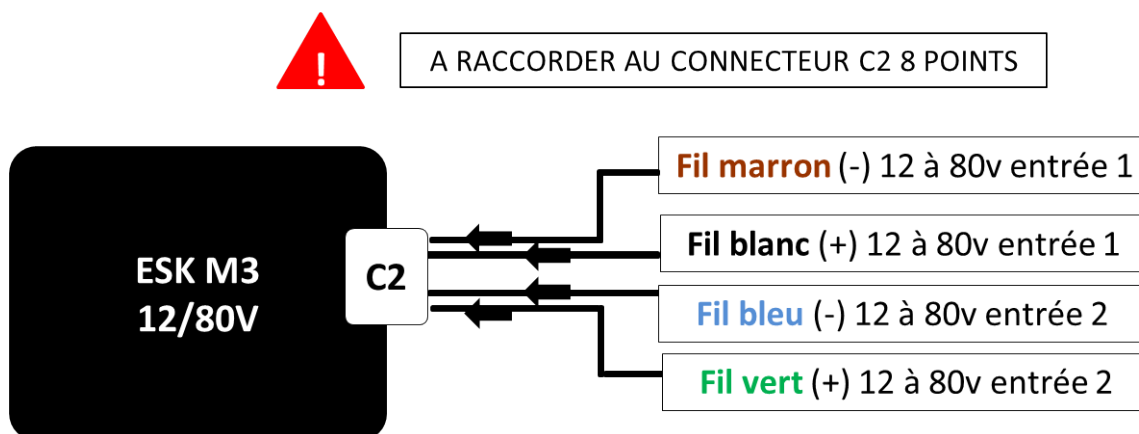 !
A RACCORDER AU CONNECTEUR C2 8 POINTS
Fil marron (-) 12 à 80v entrée 1
Fil blanc (+) 12 à 80v entrée 1
ESK M3
12/80V
C2
Fil bleu (-) 12 à 80v entrée 2
Fil vert (+) 12 à 80v entrée 2